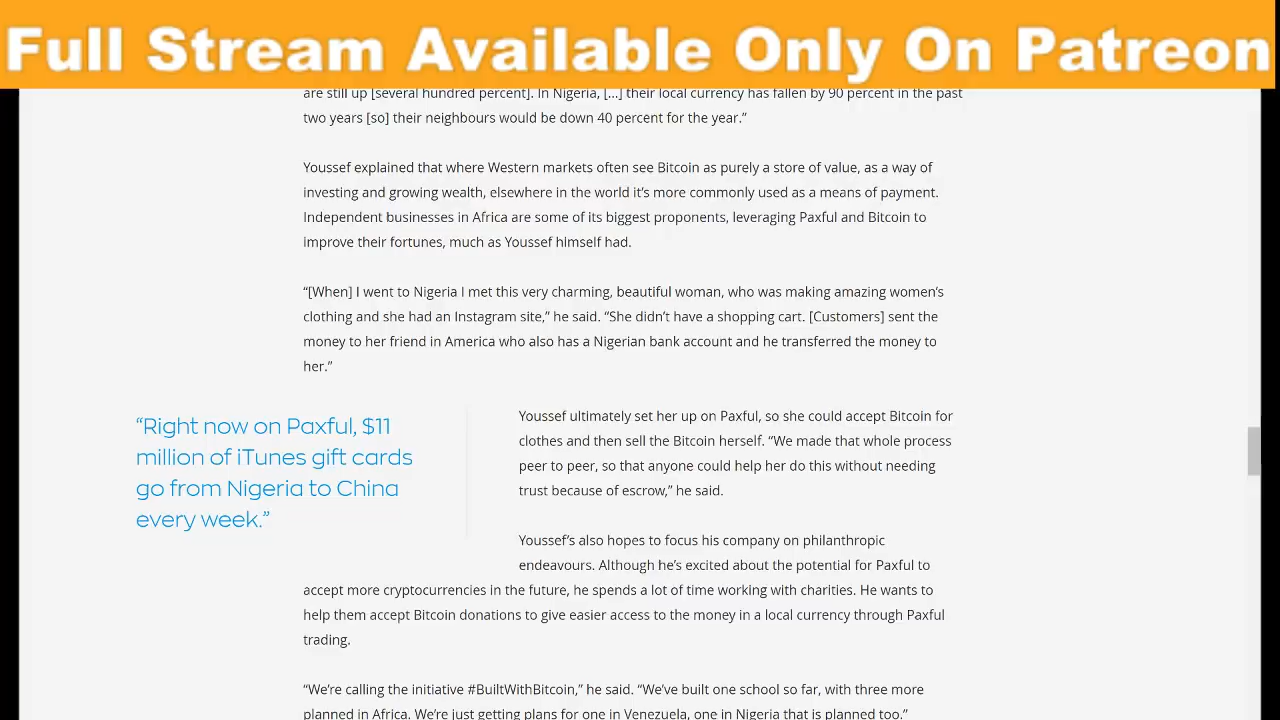 Full Stream Available Only On Patreon
are still up [several hundred percent]. In Nigeria, [...] their local currency has fallen by 90 percent in the past
two years [so] their neighbours would be down 40 percent for the year.”
Youssef explained that where Western markets often see Bitcoin as purely a store of value, as a way of
investing and growing wealth, elsewhere in the world it’s more commonly used as a means of payment.
Independent businesses in Africa are some of its biggest proponents, leveraging Paxful and Bitcoin to
improve their fortunes, much as Youssef himself had.
“[When] I went to Nigeria I met this very charming, beautiful woman, who was making amazing women’s
clothing and she had an Instagram site,” he said. “She didn’t have a shopping cart. [Customers] sent the
money to her friend in America who also has a Nigerian bank account and he transferred the money to
her.”
“Right now on Paxful, $11
million of iTunes gift cards
go from Nigeria to China
every week.”
Youssef ultimately set her up on Paxful, so she could accept Bitcoin for
clothes and then sell the Bitcoin herself. “We made that whole process
peer to peer, so that anyone could help her do this without needing
trust because of escrow,” he said.
Youssef’s also hopes to focus his company on philanthropic
endeavours. Although he’s excited about the potential for Paxful to
accept more cryptocurrencies in the future, he spends a lot of time working with charities. He wants to
help them accept Bitcoin donations to give easier access to the money in a local currency through Paxful
trading.
“We’re calling the initiative #BuiltWithBitcoin,” he said. “We’ve built one school so far, with three more
planned in Africa. We’re just getting plans for one in Venezuela, one in Nigeria that is planned too.”